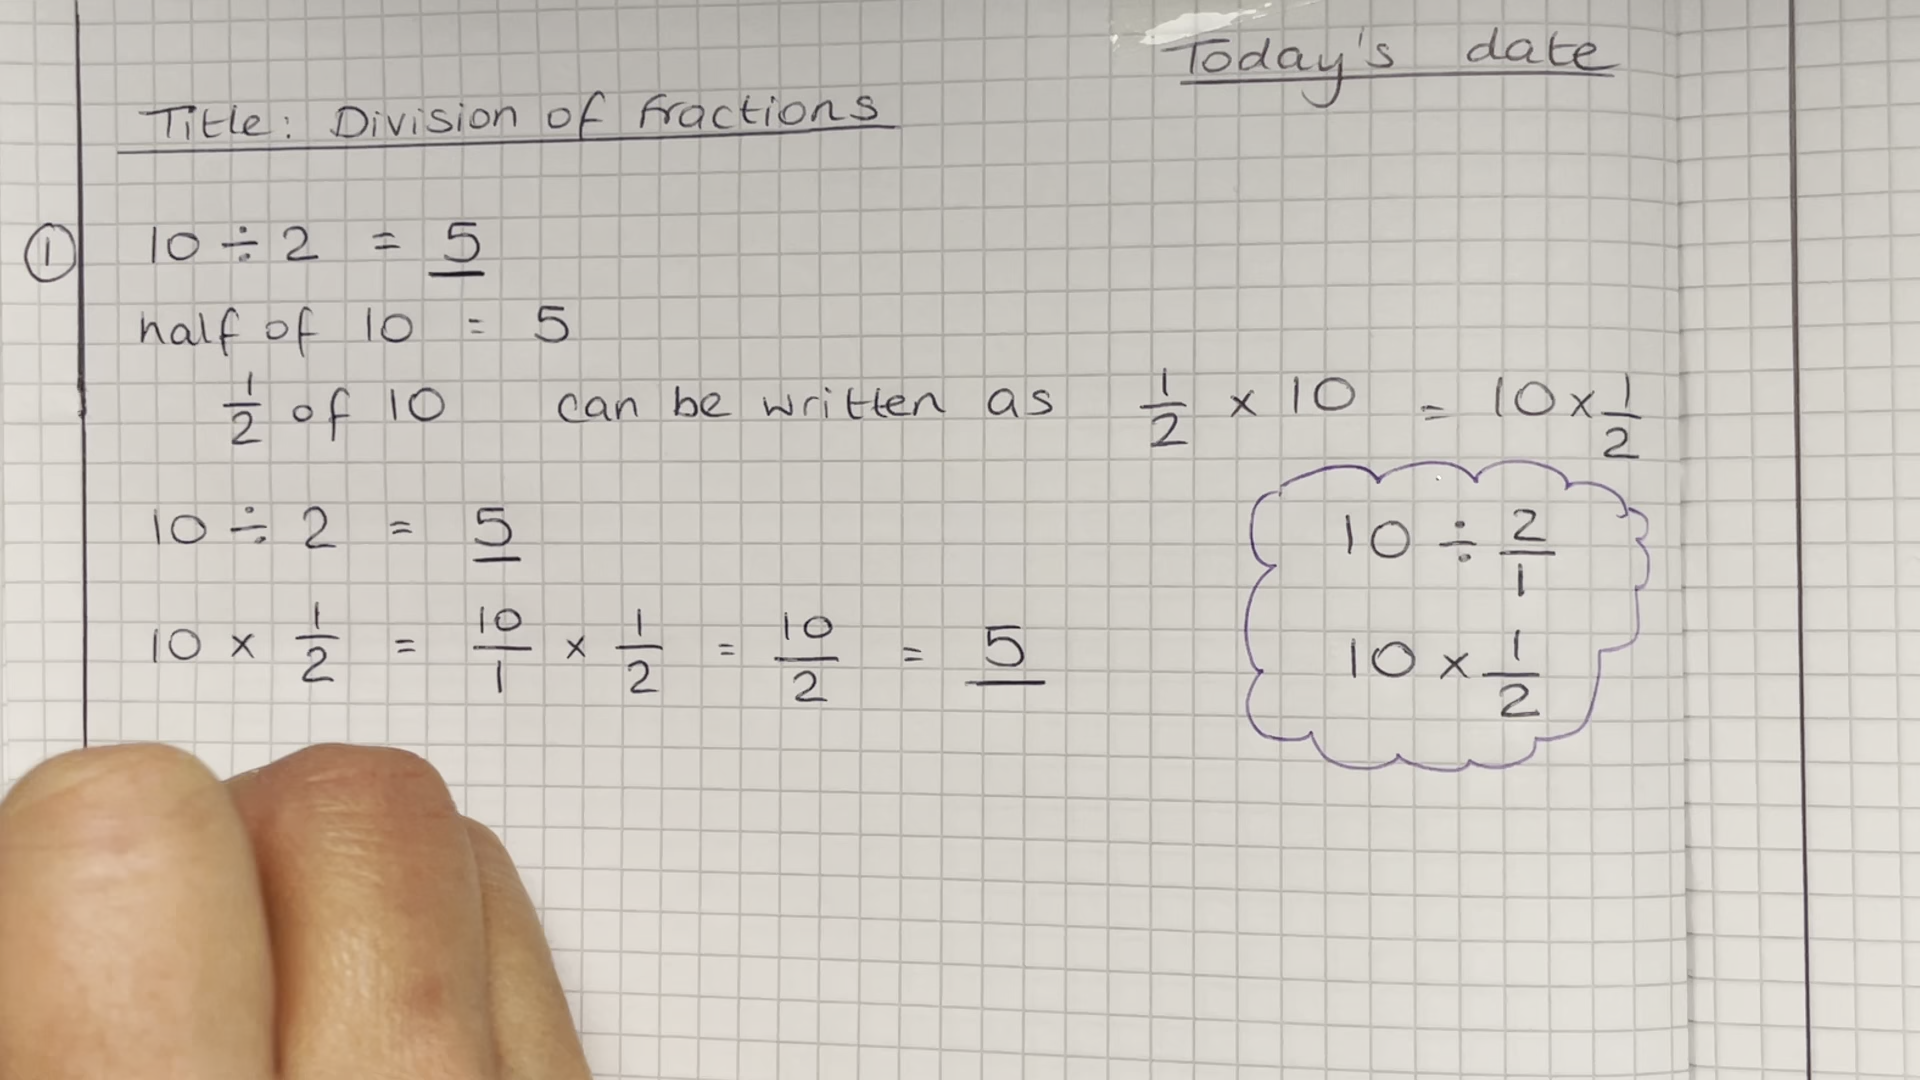 Today's date
Title: Division of fractions
① 10 ÷ 2 = 5
half of 10 = 5
1/2 of 10 can be written as 1/2 × 10 = 10 × 1/2
10 ÷ 2 = 5
10 ÷ 2/1
10 × 1/2 = 10/1 × 1/2 = 10/2 = 5
10 × 1/2